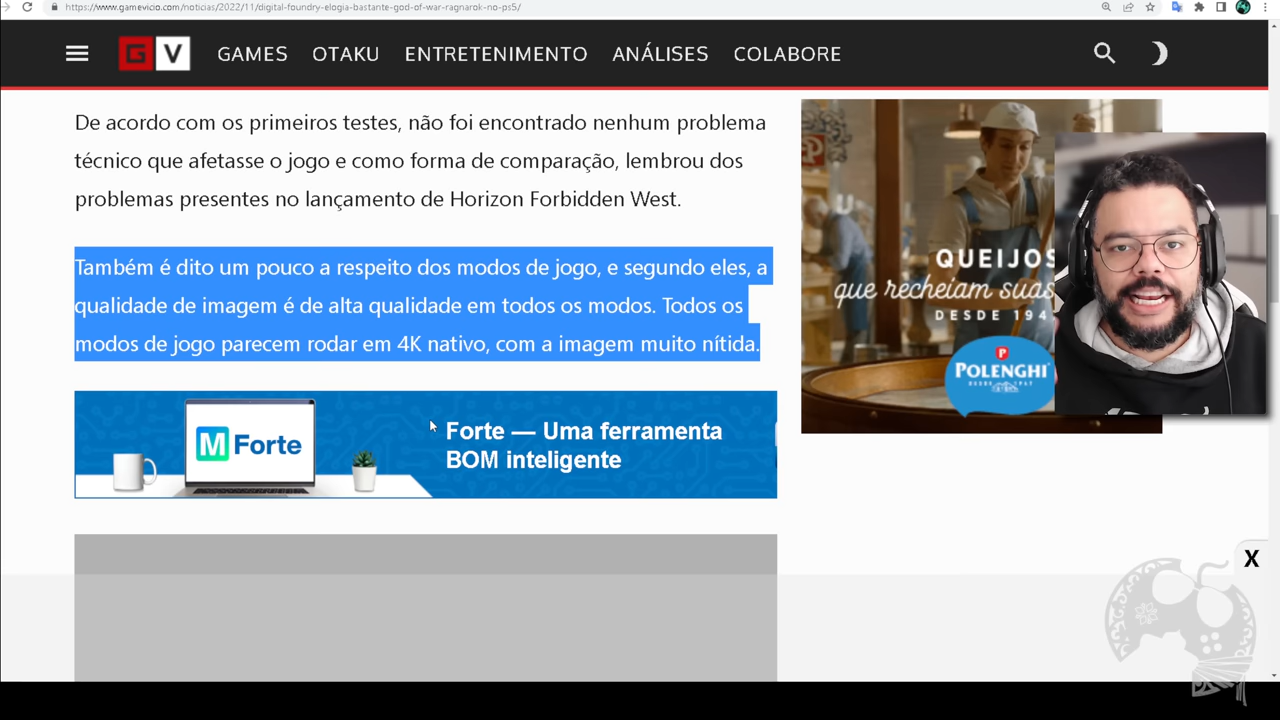 https://www.gamevicio.com/noticias/2022/11/digital-foundry-elogia-bastante-god-of-war-ragnarok-no-ps5/
G V GAMES OTAKU ENTRETENIMENTO ANÁLISES COLABORE
De acordo com os primeiros testes, não foi encontrado nenhum problema
técnico que afetasse o jogo e como forma de comparação, lembrou dos
problemas presentes no lançamento de Horizon Forbidden West.
Também é dito um pouco a respeito dos modos de jogo, e segundo eles, a
qualidade de imagem é de alta qualidade em todos os modos. Todos os
modos de jogo parecem rodar em 4K nativo, com a imagem muito nítida.
M Forte
Forte — Uma ferramenta
BOM inteligente
QUEIJOS
que recheiam suas
DESDE 194
POLENGHI
X